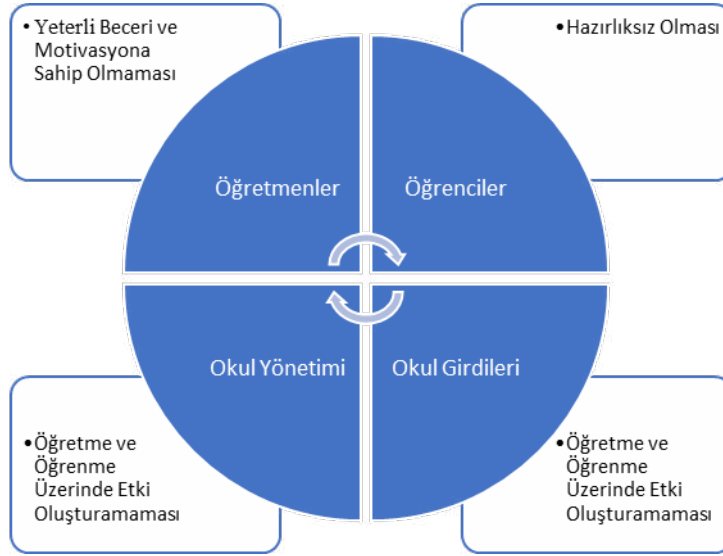 • Yeterli Beceri ve
Motivasyona
Sahip Olmaması
• Hazırlıksız Olması
Öğretmenler
Öğrenciler
Okul Yönetimi
Okul Girdileri
• Öğretme ve
Öğrenme
Üzerinde Etki
Oluşturamaması
• Öğretme ve
Öğrenme
Üzerinde Etki
Oluşturamaması